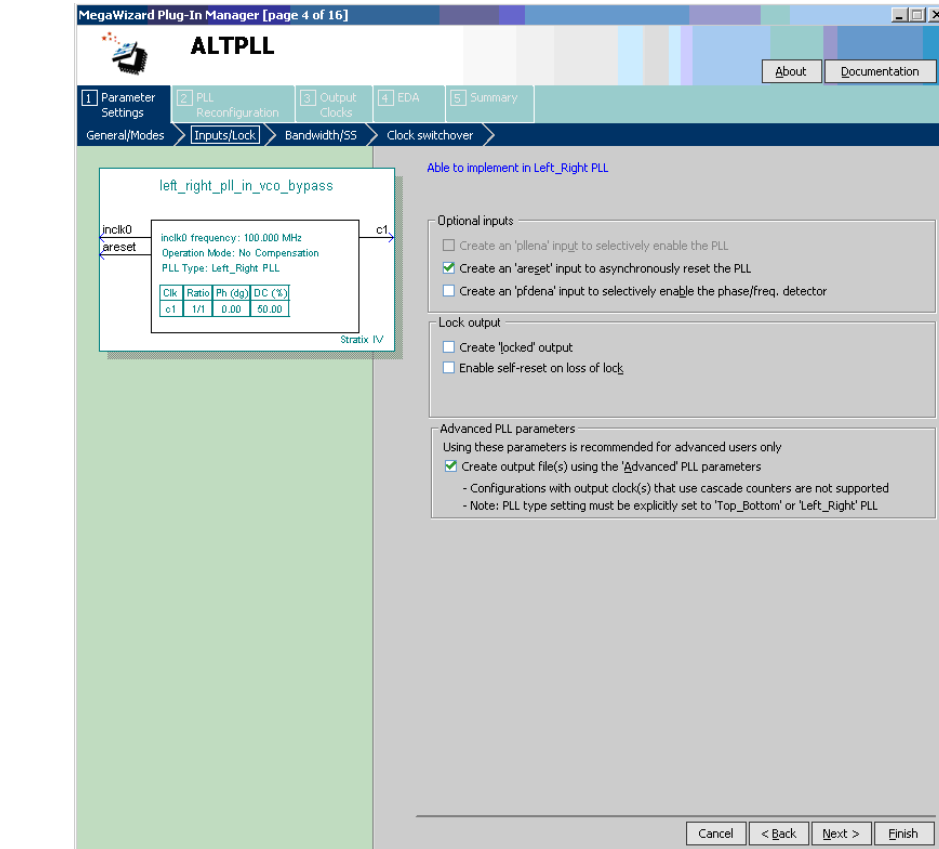 MegaWizard Plug-In Manager [page 4 of 16]
ALTPLL
About
Documentation
1 Parameter Settings
2 PLL Reconfiguration
3 Output Clocks
4 EDA
5 Summary
General/Modes
Inputs/Lock
Bandwidth/SS
Clock switchover
left_right_pll_in_vco_bypass
inclk0
areset
c1
inclk0 frequency: 100.000 MHz
Operation Mode: No Compensation
PLL Type: Left_Right PLL
Clk Ratio Ph (dg) DC (%)
c1 1/1 0.00 50.00
Stratix IV
Able to implement in Left_Right PLL
Optional inputs
Create an 'pllena' input to selectively enable the PLL
Create an 'areset' input to asynchronously reset the PLL
Create an 'pfdena' input to selectively enable the phase/freq. detector
Lock output
Create 'locked' output
Enable self-reset on loss of lock
Advanced PLL parameters
Using these parameters is recommended for advanced users only
Create output file(s) using the 'Advanced' PLL parameters
- Configurations with output clock(s) that use cascade counters are not supported
- Note: PLL type setting must be explicitly set to 'Top_Bottom' or 'Left_Right' PLL
Cancel
< Back
Next >
Finish